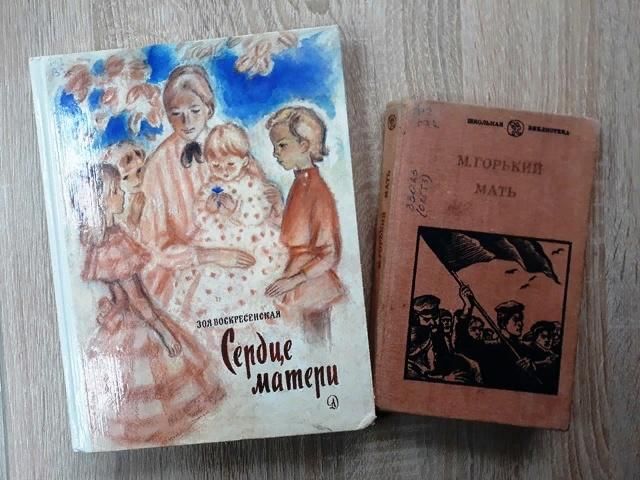 ЗОЯ ВОСКРЕСЕНСКАЯ
Сердце
матери
ШКОЛЬНАЯ
БИБЛИОТЕКА
М. ГОРЬКИЙ
МАТЬ
М. ГОРЬКИЙ МАТЬ